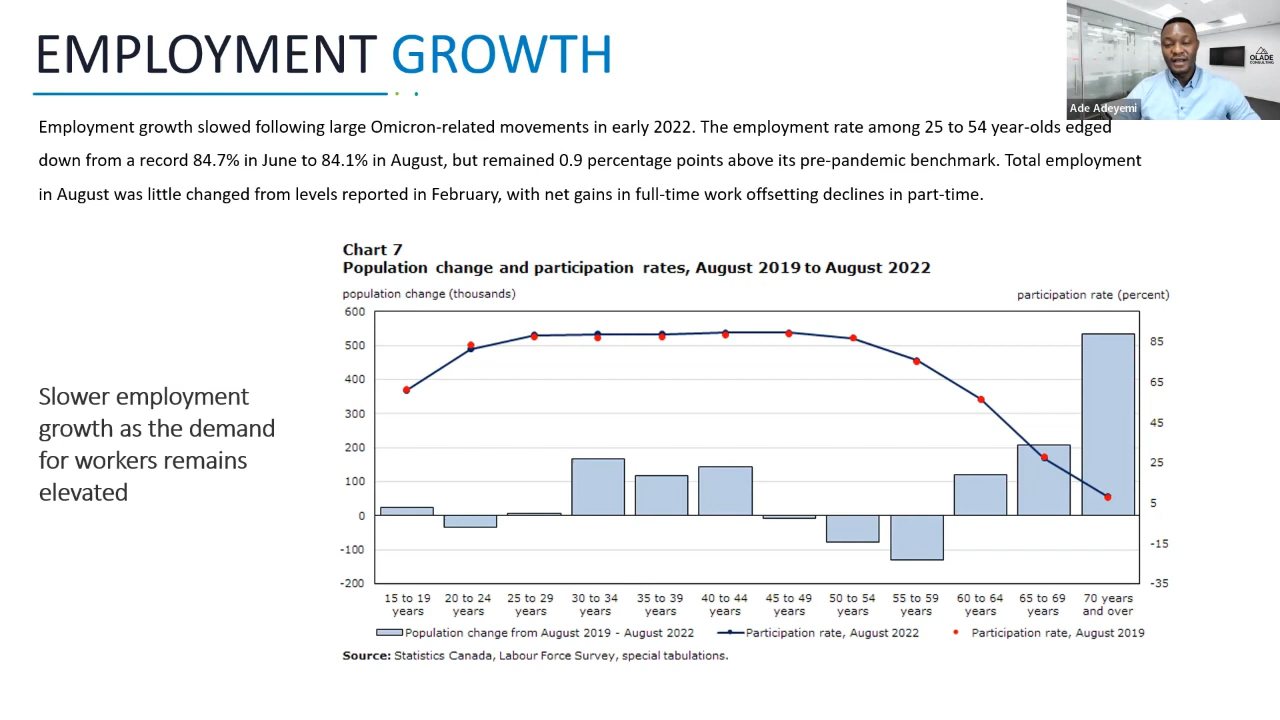 EMPLOYMENT GROWTH
OLADE
CONSULTING
Ade Adeyemi
Employment growth slowed following large Omicron-related movements in early 2022. The employment rate among 25 to 54 year-olds edged
down from a record 84.7% in June to 84.1% in August, but remained 0.9 percentage points above its pre-pandemic benchmark. Total employment
in August was little changed from levels reported in February, with net gains in full-time work offsetting declines in part-time.
Slower employment
growth as the demand
for workers remains
elevated
Chart 7
Population change and participation rates, August 2019 to August 2022
population change (thousands) participation rate (percent)
600
500 85
400 65
300 45
200 25
100 5
0
-100 -15
-200 -35
15 to 19 20 to 24 25 to 29 30 to 34 35 to 39 40 to 44 45 to 49 50 to 54 55 to 59 60 to 64 65 to 69 70 years
years years years years years years years years years years years and over
Population change from August 2019 - August 2022 Participation rate, August 2022 Participation rate, August 2019
Source: Statistics Canada, Labour Force Survey, special tabulations.